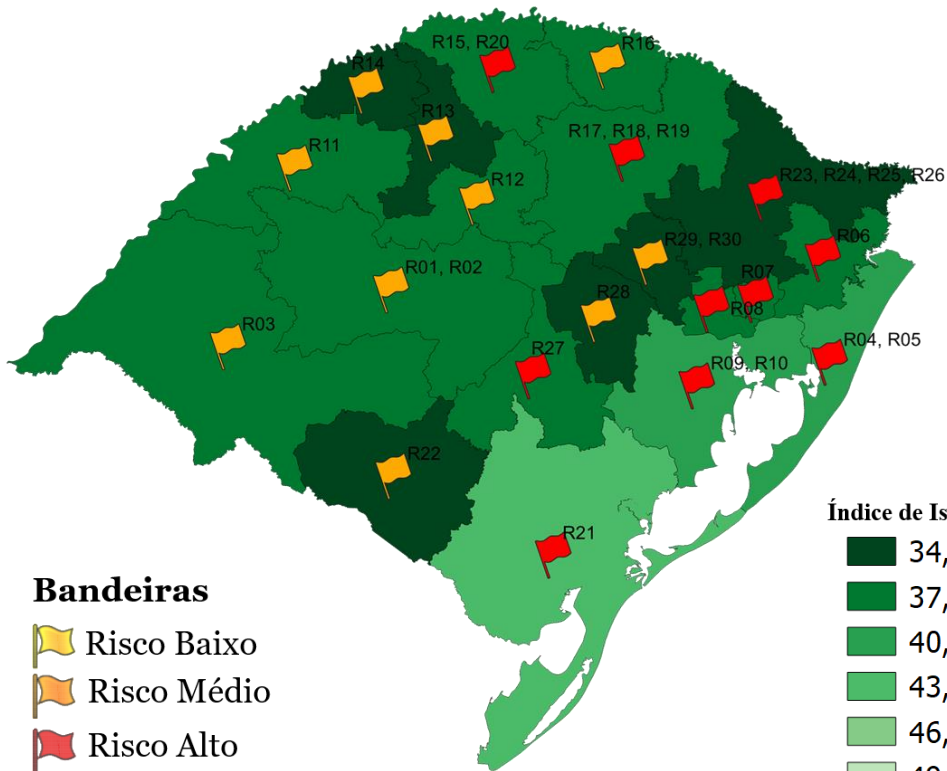 R15, R20
R16
R14
R13
R17, R18, R19
R11
R12
R23, R24, R25, R26
R29, R30
R06
R01, R02
R07
R28
R08
R03
R04, R05
R27
R09, R10
R22
R21
Índice de Is
34,
37,
40,
43,
46,
Bandeiras
Risco Baixo
Risco Médio
Risco Alto